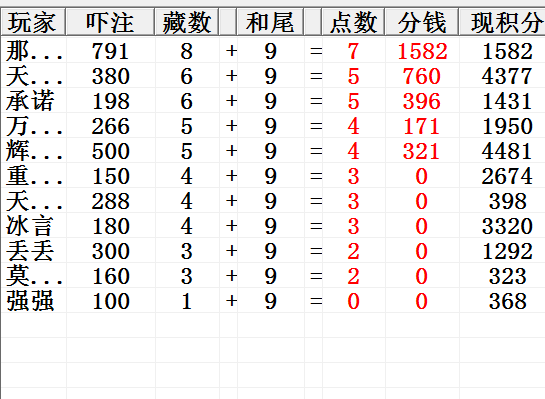 玩家 吓注 藏数 和尾 点数 分钱 现积分
那... 791 8 + 9 = 7 1582 1582
天... 380 6 + 9 = 5 760 4377
承诺 198 6 + 9 = 5 396 1431
万... 266 5 + 9 = 4 171 1950
辉... 500 5 + 9 = 4 321 4481
重... 150 4 + 9 = 3 0 2674
天... 288 4 + 9 = 3 0 398
冰言 180 4 + 9 = 3 0 3320
丢丢 300 3 + 9 = 2 0 1292
莫... 160 3 + 9 = 2 0 323
强强 100 1 + 9 = 0 0 368